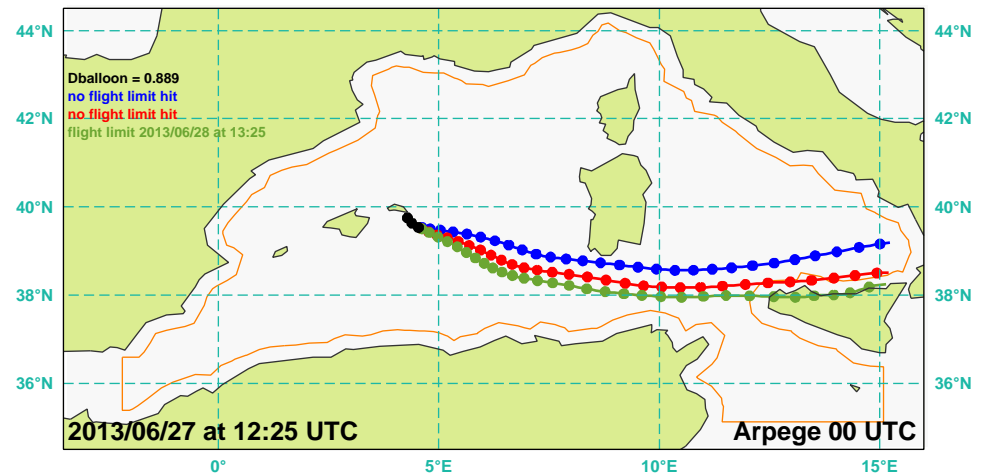 44°N
44°N
Dballoon = 0.889
no flight limit hit
no flight limit hit
flight limit 2013/06/28 at 13:25
42°N
42°N
40°N
40°N
38°N
38°N
36°N
36°N
2013/06/27 at 12:25 UTC
Arpege 00 UTC
0°
5°E
10°E
15°E